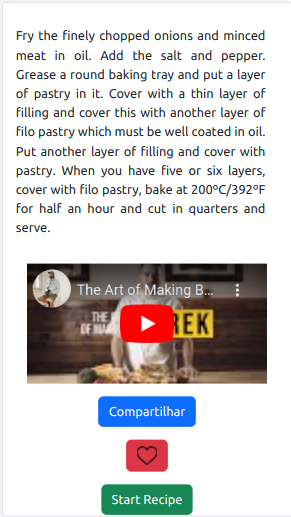 Fry the finely chopped onions and minced
meat in oil. Add the salt and pepper.
Grease a round baking tray and put a layer
of pastry in it. Cover with a thin layer of
filling and cover this with another layer of
filo pastry which must be well coated in oil.
Put another layer of filling and cover with
pastry. When you have five or six layers,
cover with filo pastry, bake at 200ºC/392ºF
for half an hour and cut in quarters and
serve.
The Art of Making B...
THE
OF MAK
REK
Compartilhar
Start Recipe